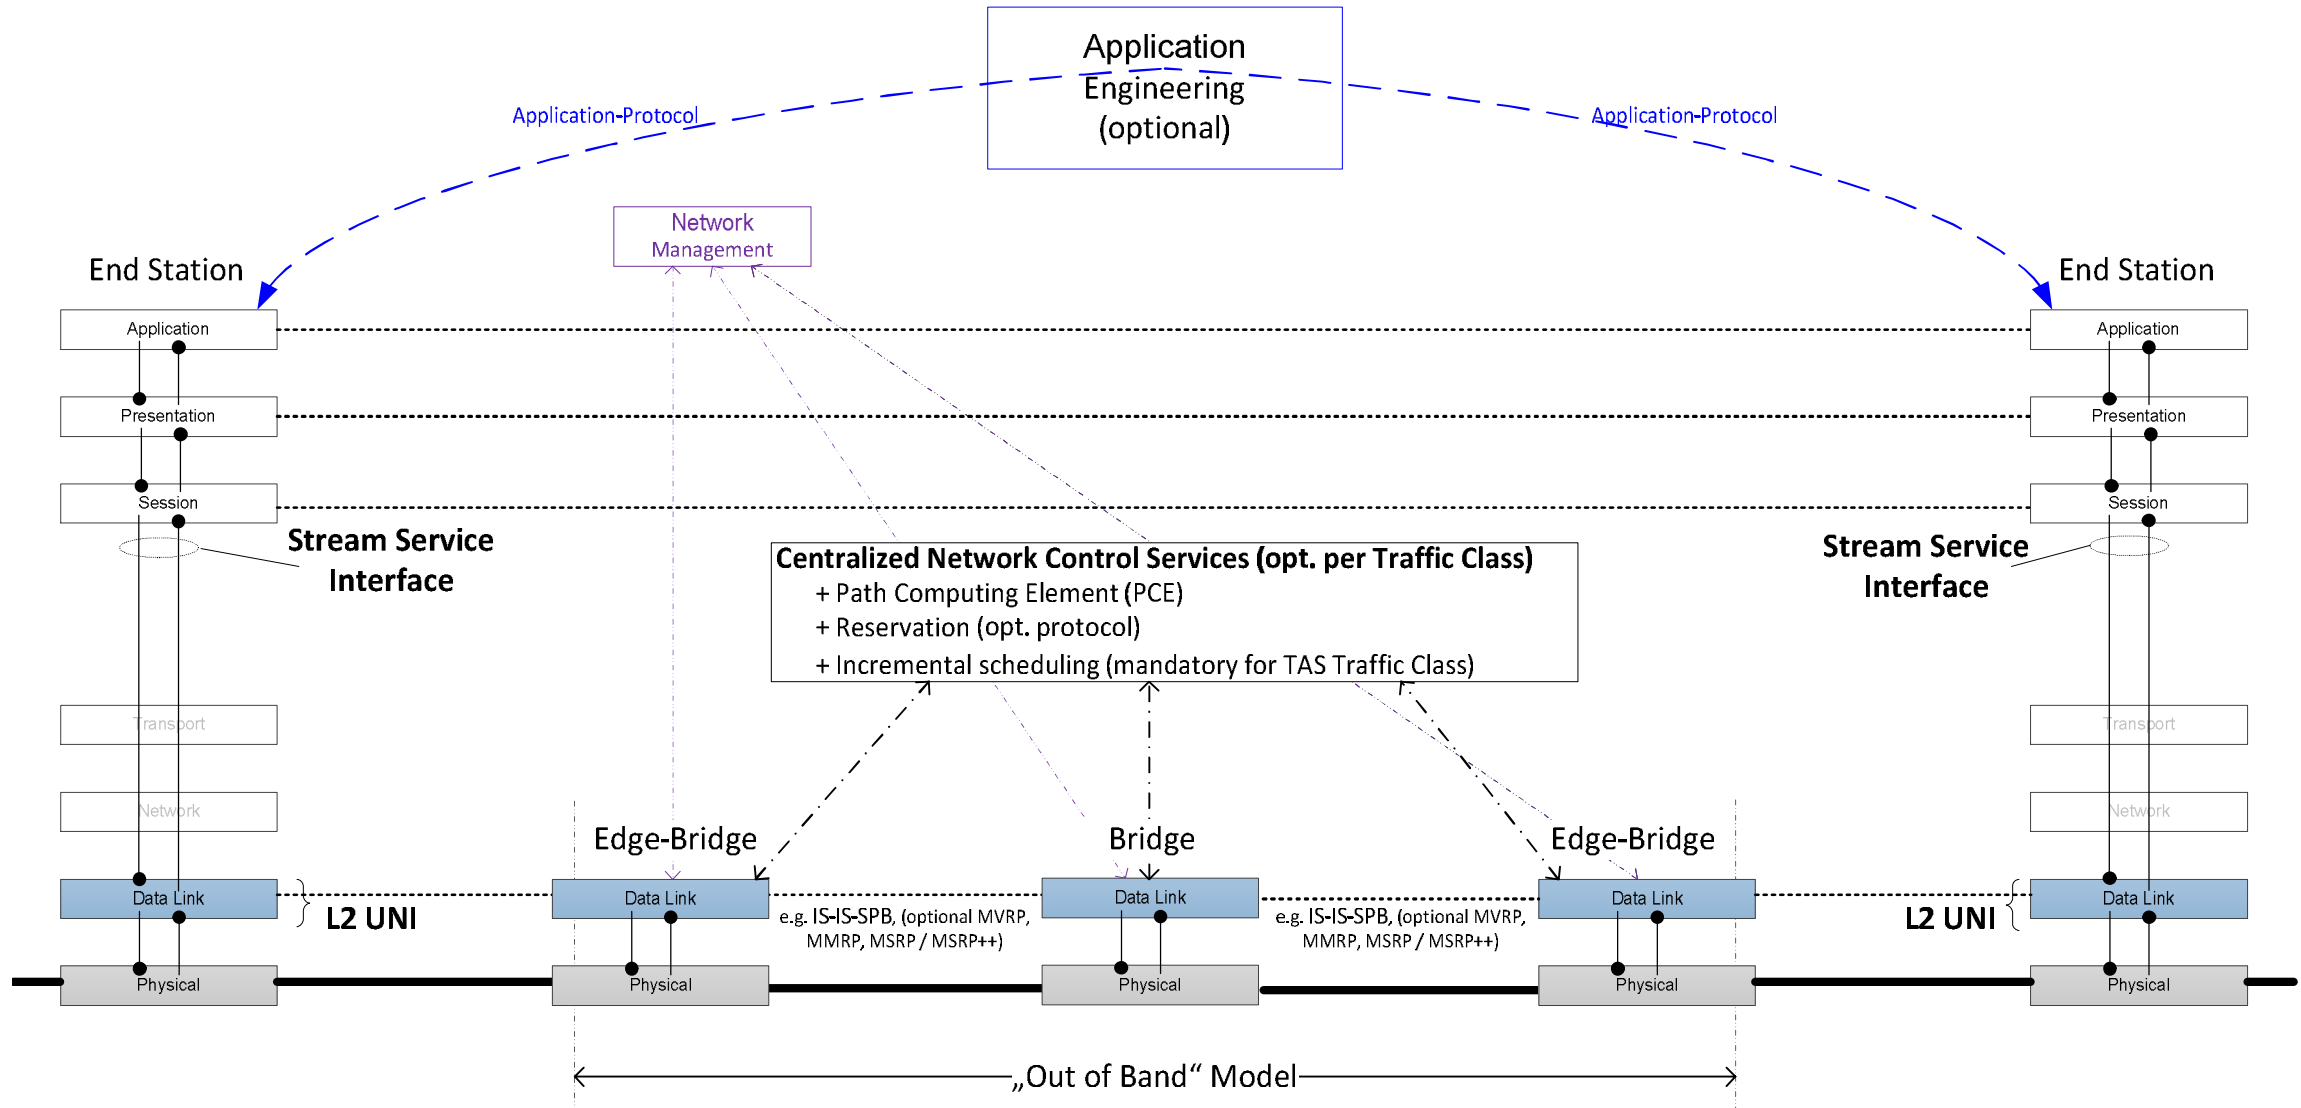 Application
Engineering
(optional)
Application-Protocol
Application-Protocol
Network
Management
End Station
End Station
Application
Application
Presentation
Presentation
Session
Session
Stream Service
Interface
Stream Service
Interface
Centralized Network Control Services (opt. per Traffic Class)
+ Path Computing Element (PCE)
+ Reservation (opt. protocol)
+ Incremental scheduling (mandatory for TAS Traffic Class)
Transport
Transport
Network
Network
Edge-Bridge
Bridge
Edge-Bridge
Data Link
L2 UNI
Data Link
e.g. IS-IS-SPB, (optional MVRP,
MMRP, MSRP / MSRP++)
Data Link
e.g. IS-IS-SPB, (optional MVRP,
MMRP, MSRP / MSRP++)
Data Link
L2 UNI
Data Link
Physical
Physical
Physical
Physical
Physical
„Out of Band“ Model